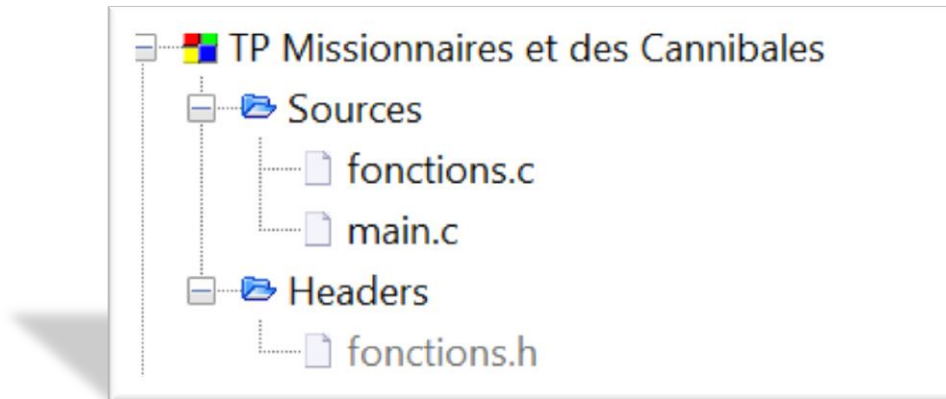 TP Missionnaires et des Cannibales
Sources
fonctions.c
main.c
Headers
fonctions.h